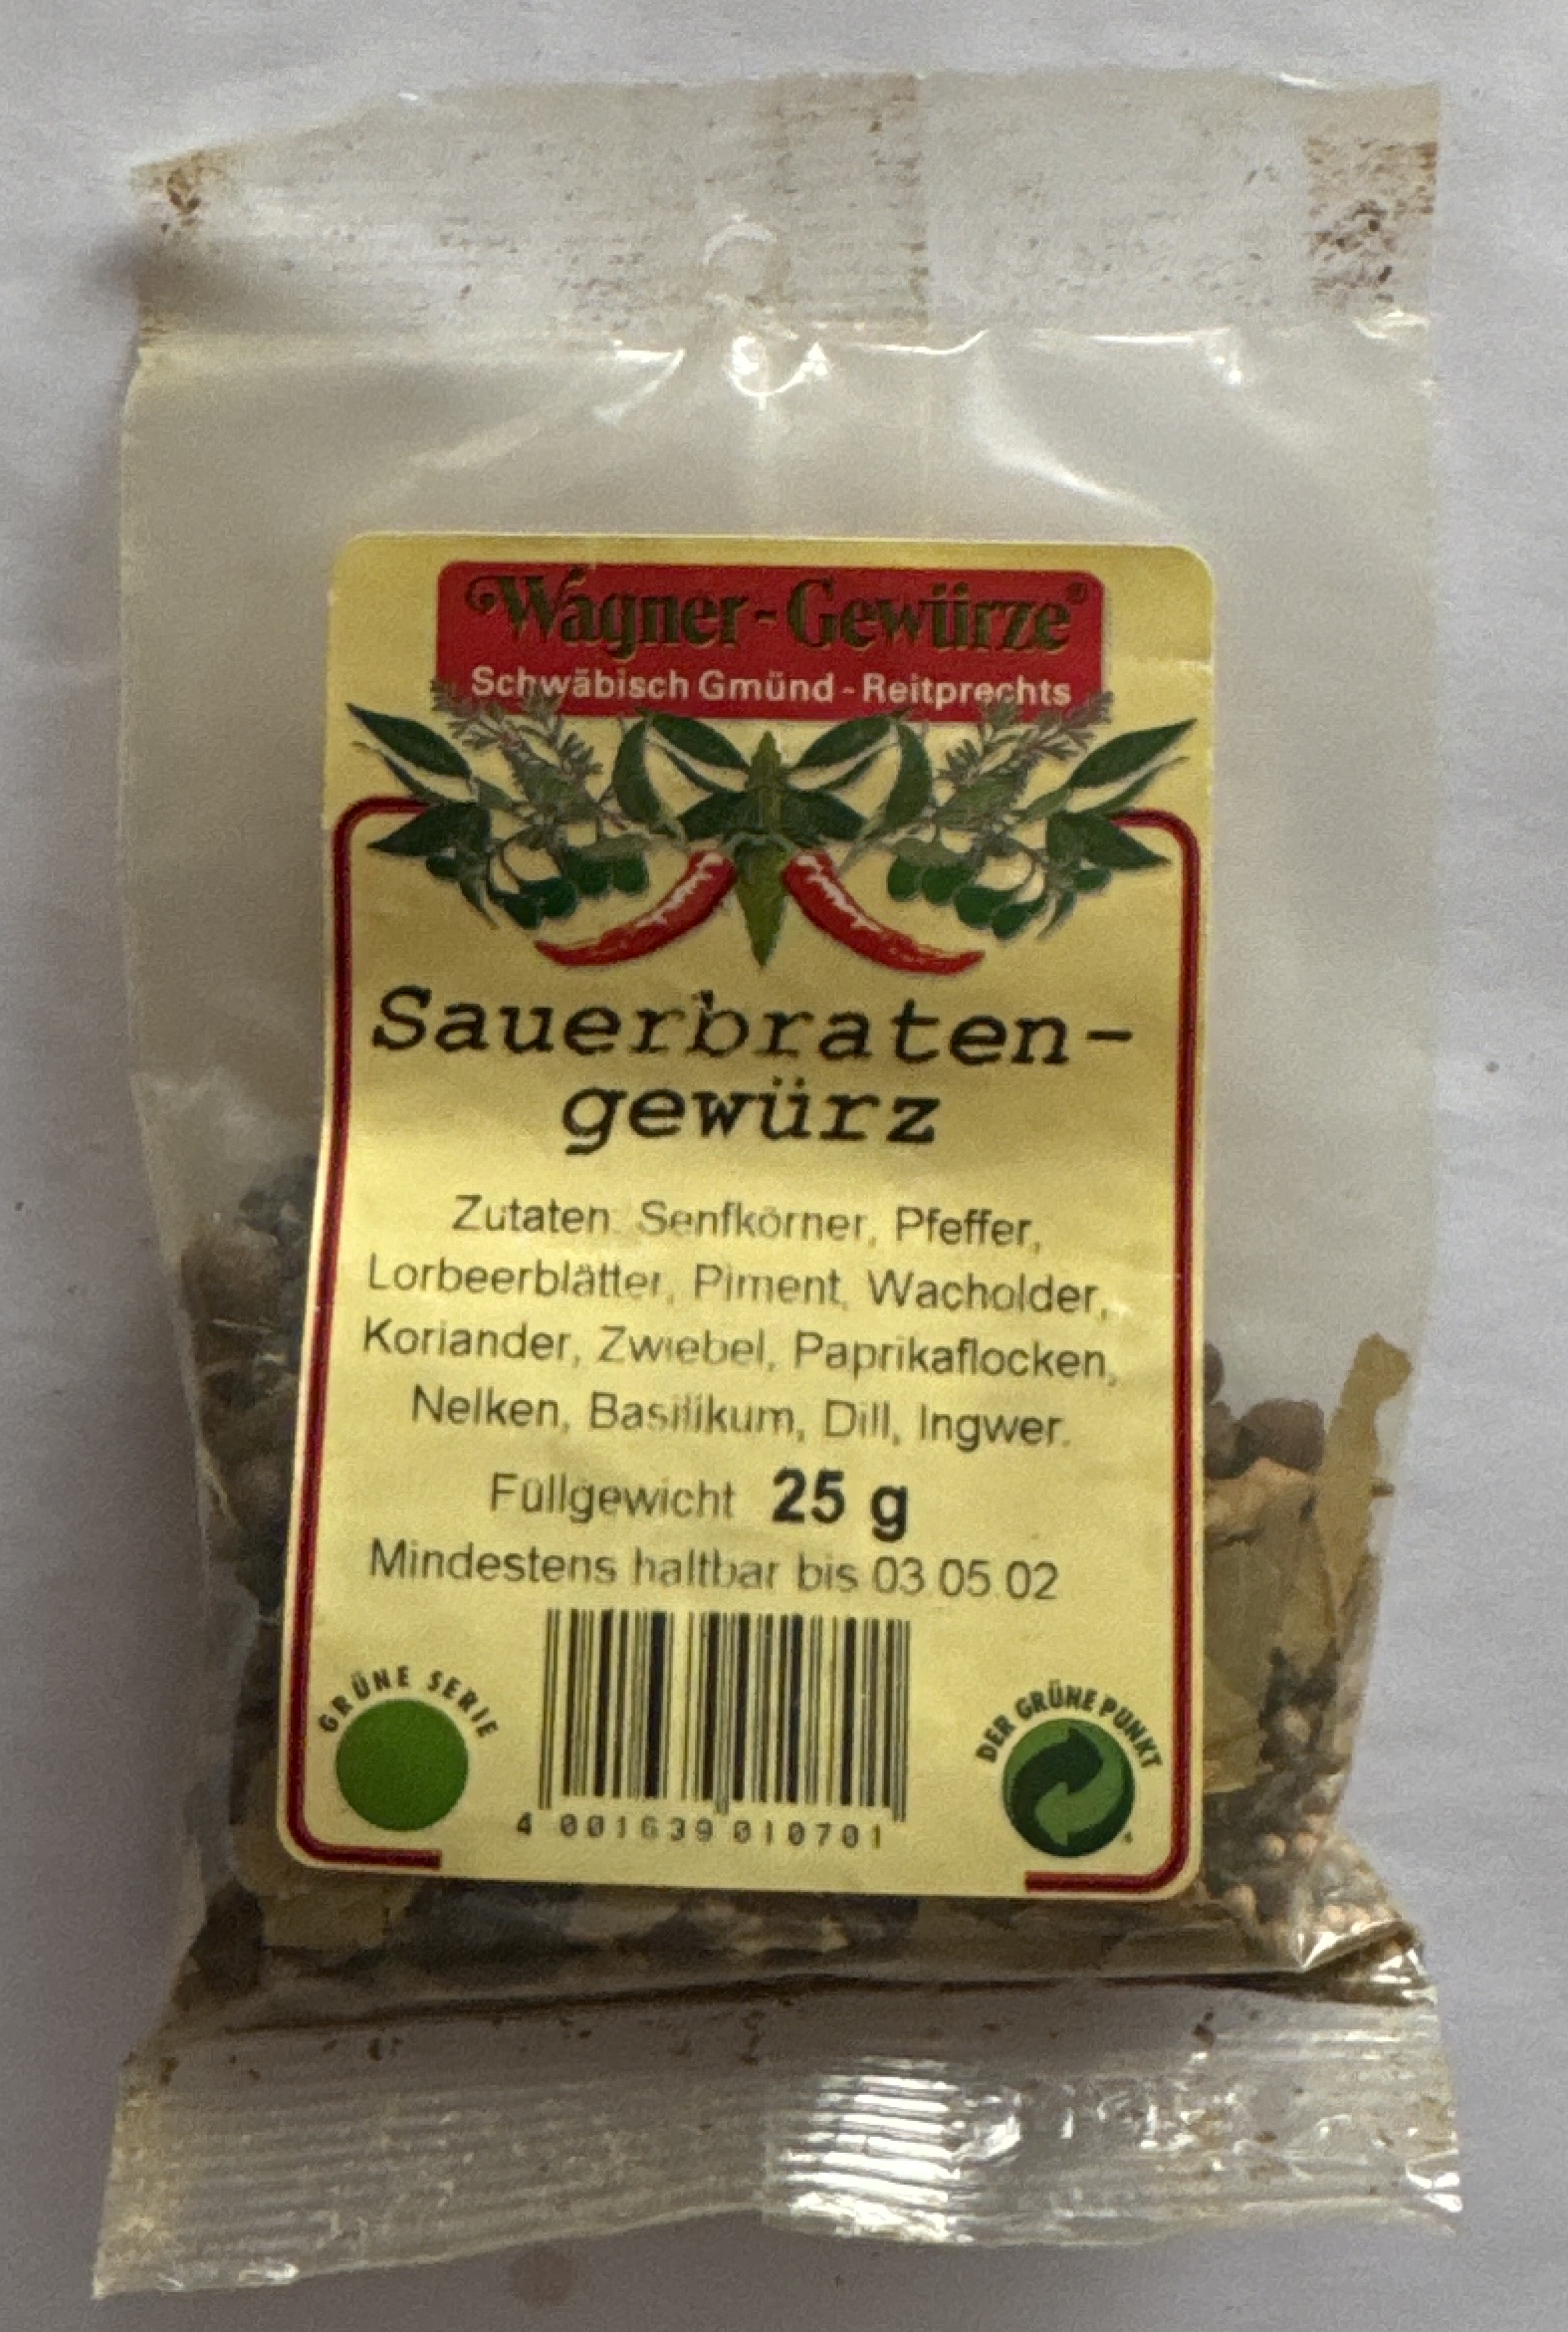 Wagner-Gewürze®
Schwäbisch Gmünd - Reitprechts
Sauerbraten-
gewürz
Zutaten: Senfkörner, Pfeffer,
Lorbeerblätter, Piment, Wacholder,
Koriander, Zwiebel, Paprikaflocken,
Nelken, Basilikum, Dill, Ingwer.
Füllgewicht 25 g
Mindestens haltbar bis 03.05.02
GRÜNE SERIE
DER GRÜNE PUNKT
4 001639 010701